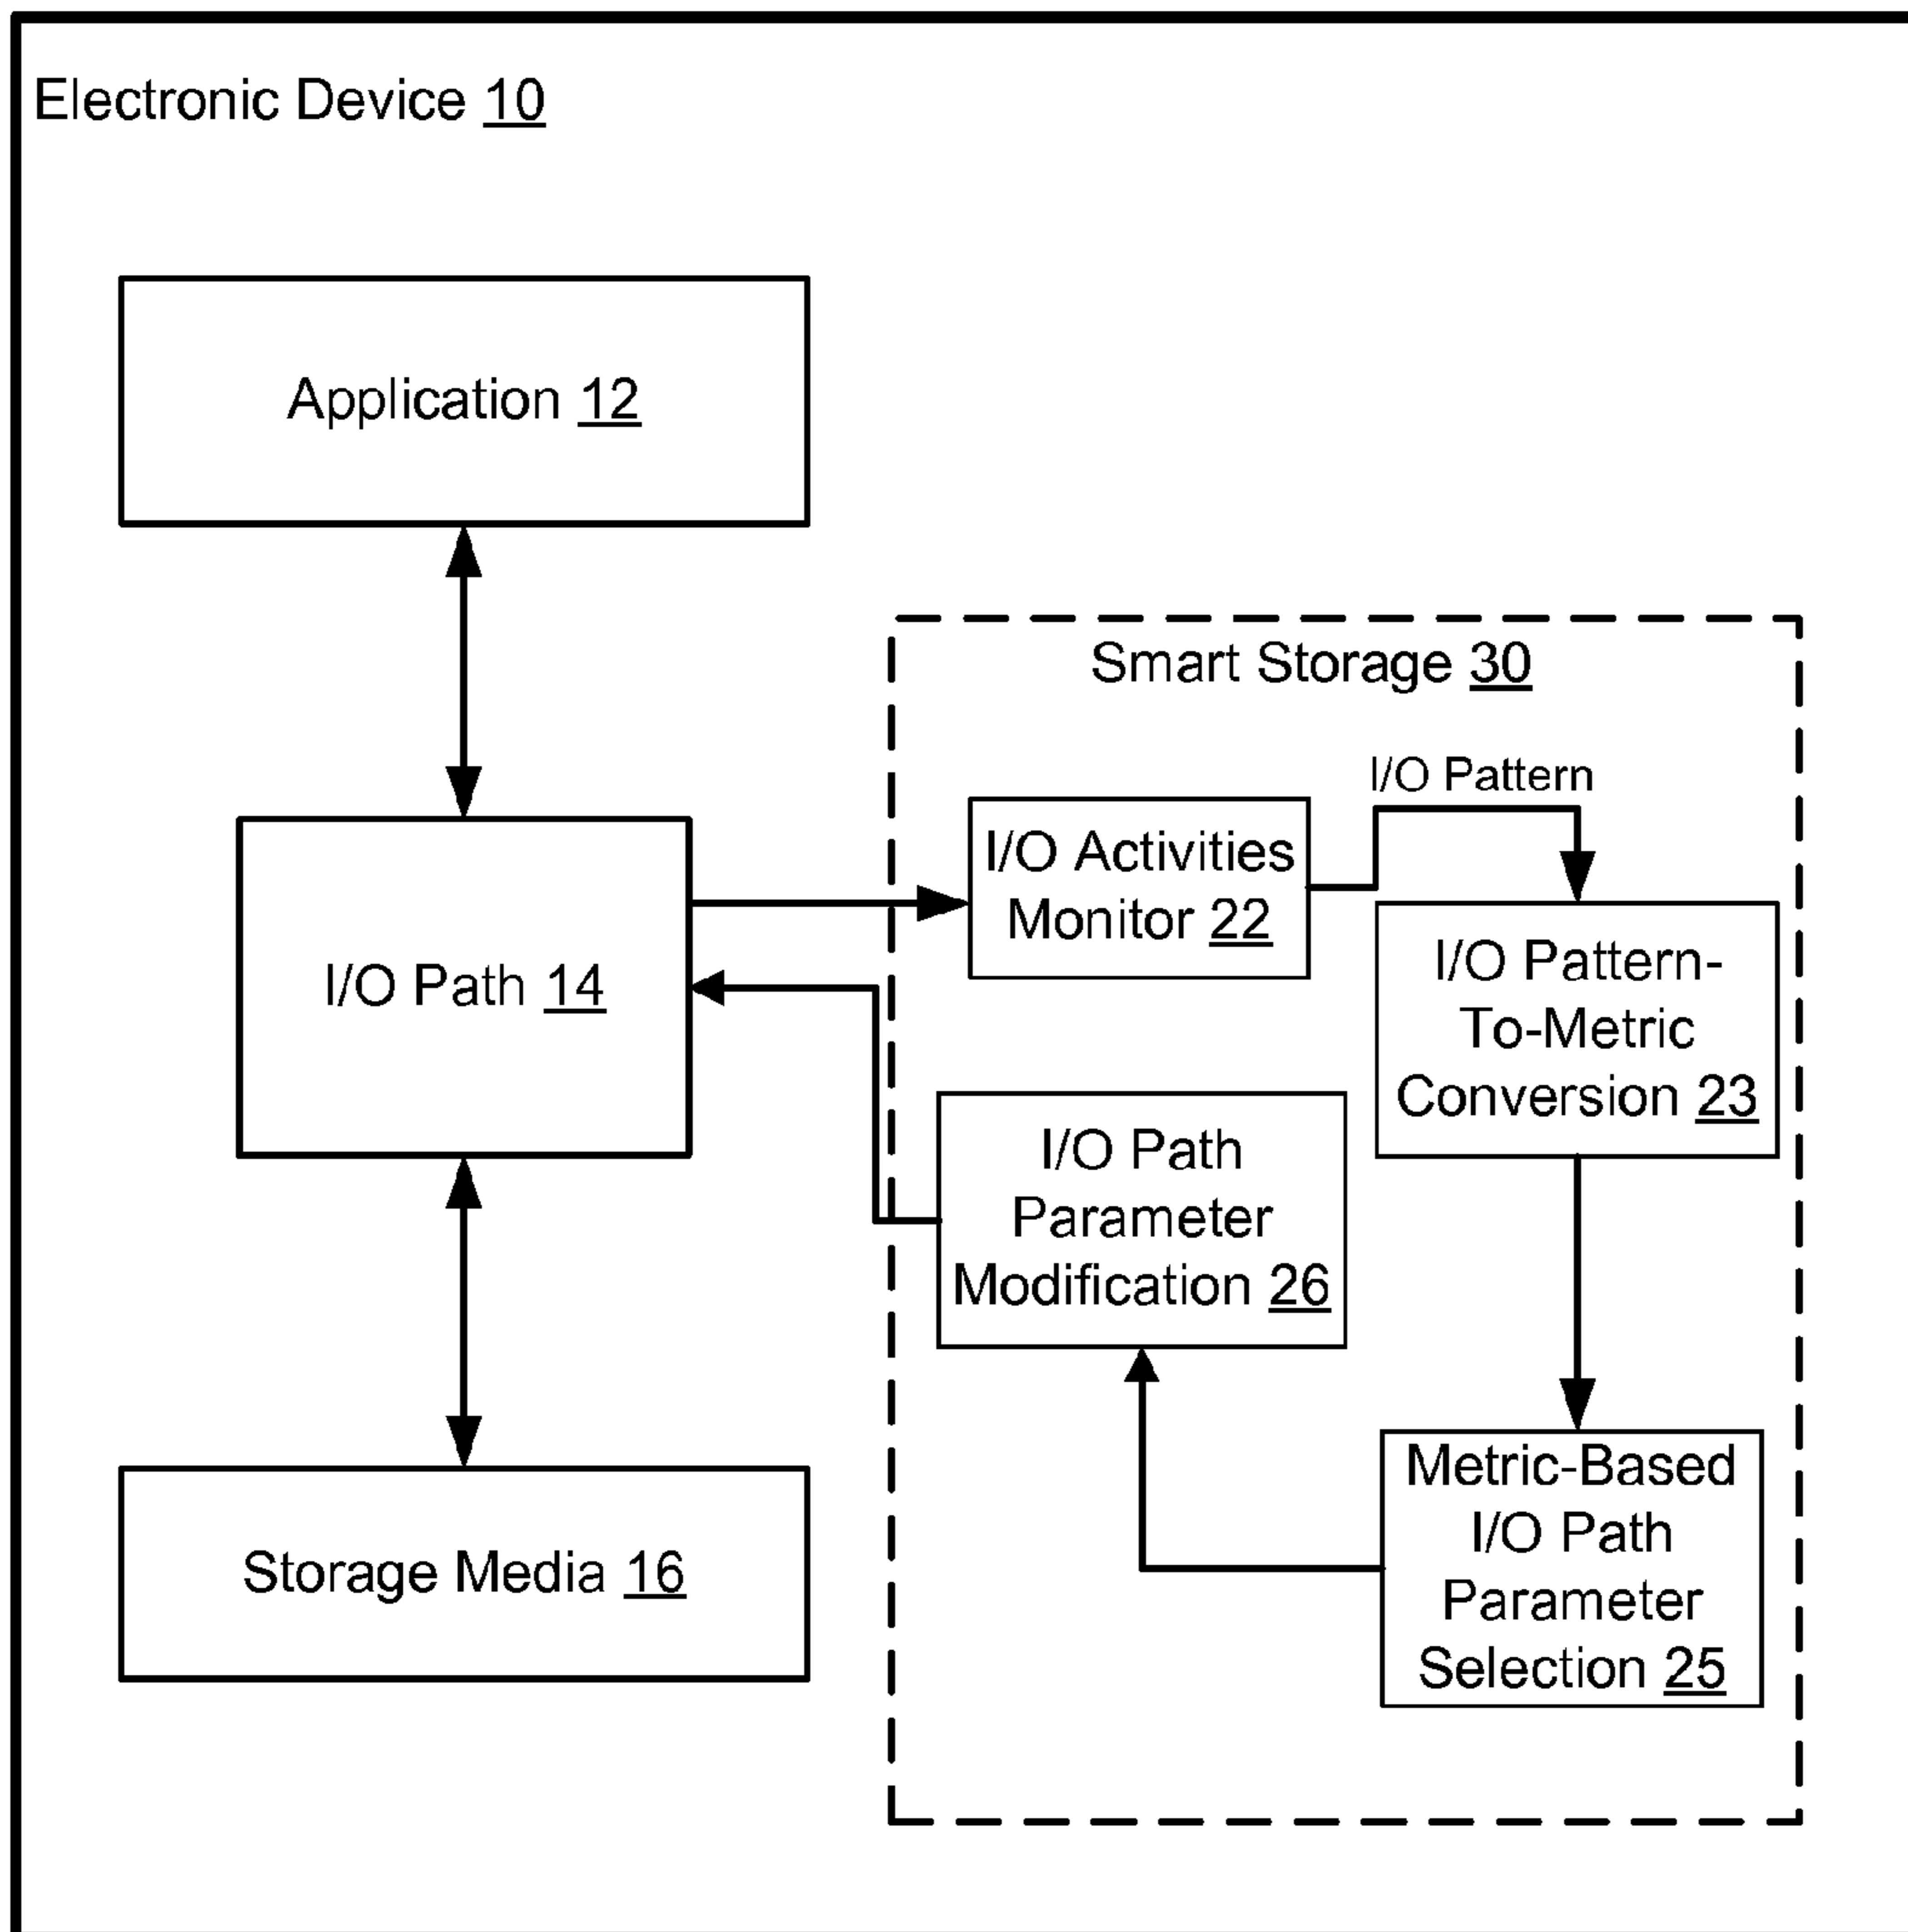 Electronic Device 10
Application 12
I/O Path 14
Storage Media 16
Smart Storage 30
I/O Activities
Monitor 22
I/O Pattern
I/O Pattern-
To-Metric
Conversion 23
I/O Path
Parameter
Modification 26
Metric-Based
I/O Path
Parameter
Selection 25